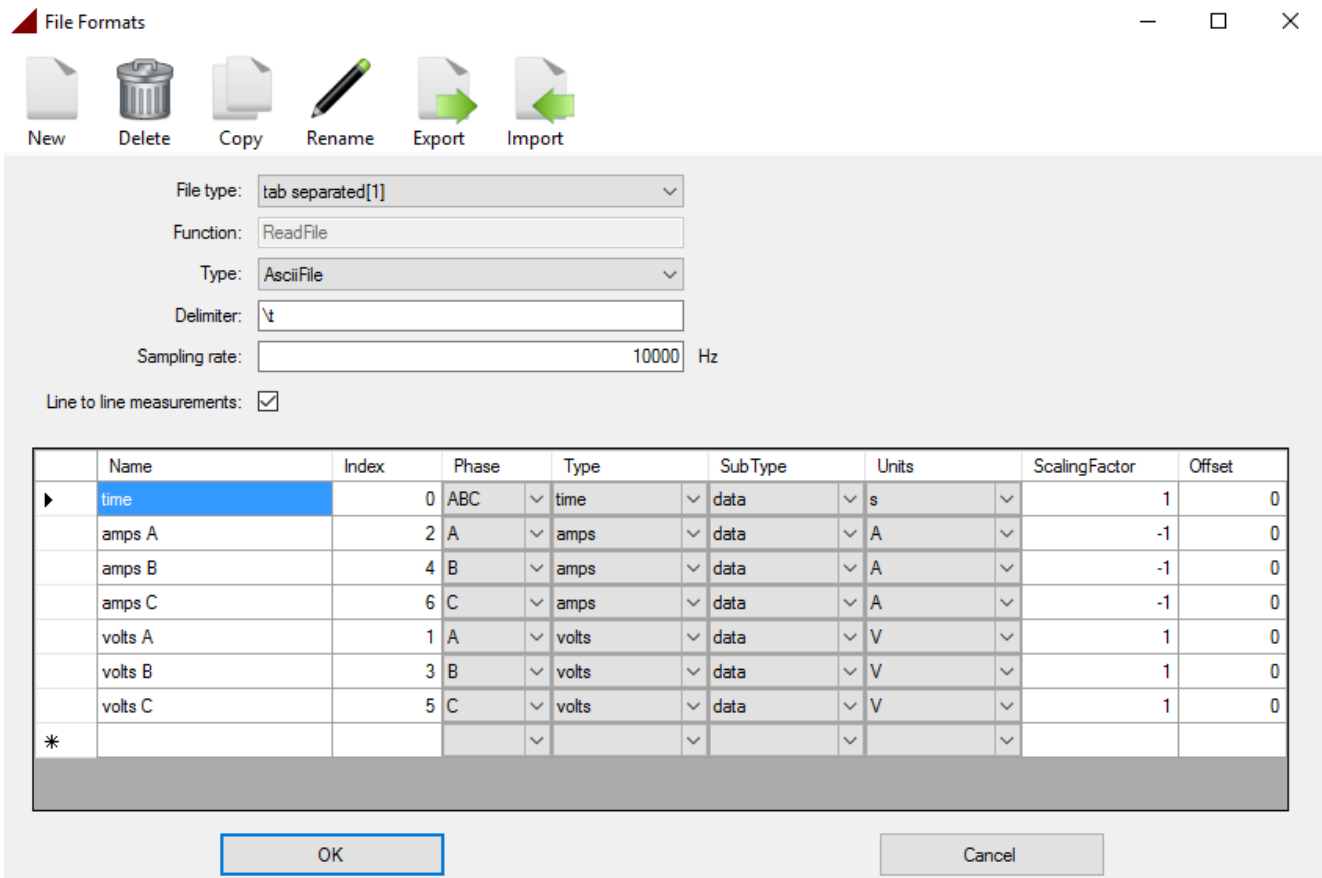 File Formats
New Delete Copy Rename Export Import
File type: tab separated[1]
Function: ReadFile
Type: AsciiFile
Delimiter: \t
Sampling rate: 10000 Hz
Line to line measurements:
Name Index Phase Type SubType Units ScalingFactor Offset
time 0 ABC time data s 1 0
amps A 2 A amps data A -1 0
amps B 4 B amps data A -1 0
amps C 6 C amps data A -1 0
volts A 1 A volts data V 1 0
volts B 3 B volts data V 1 0
volts C 5 C volts data V 1 0
OK Cancel